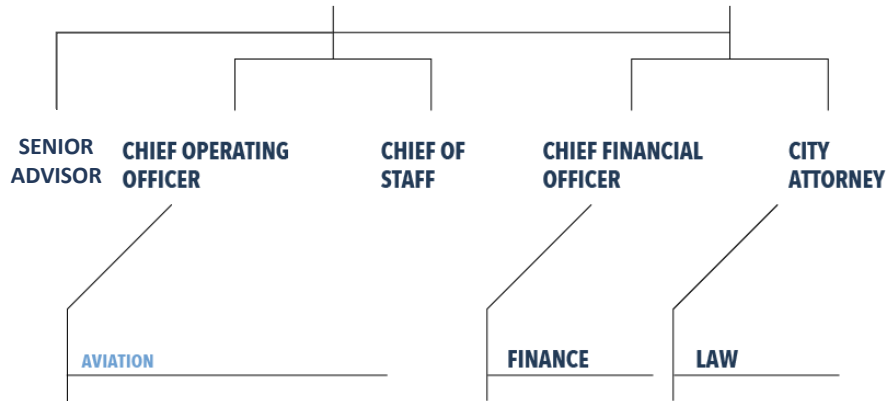 SENIOR
ADVISOR
CHIEF OPERATING
OFFICER
CHIEF OF
STAFF
CHIEF FINANCIAL
OFFICER
CITY
ATTORNEY
AVIATION
FINANCE
LAW